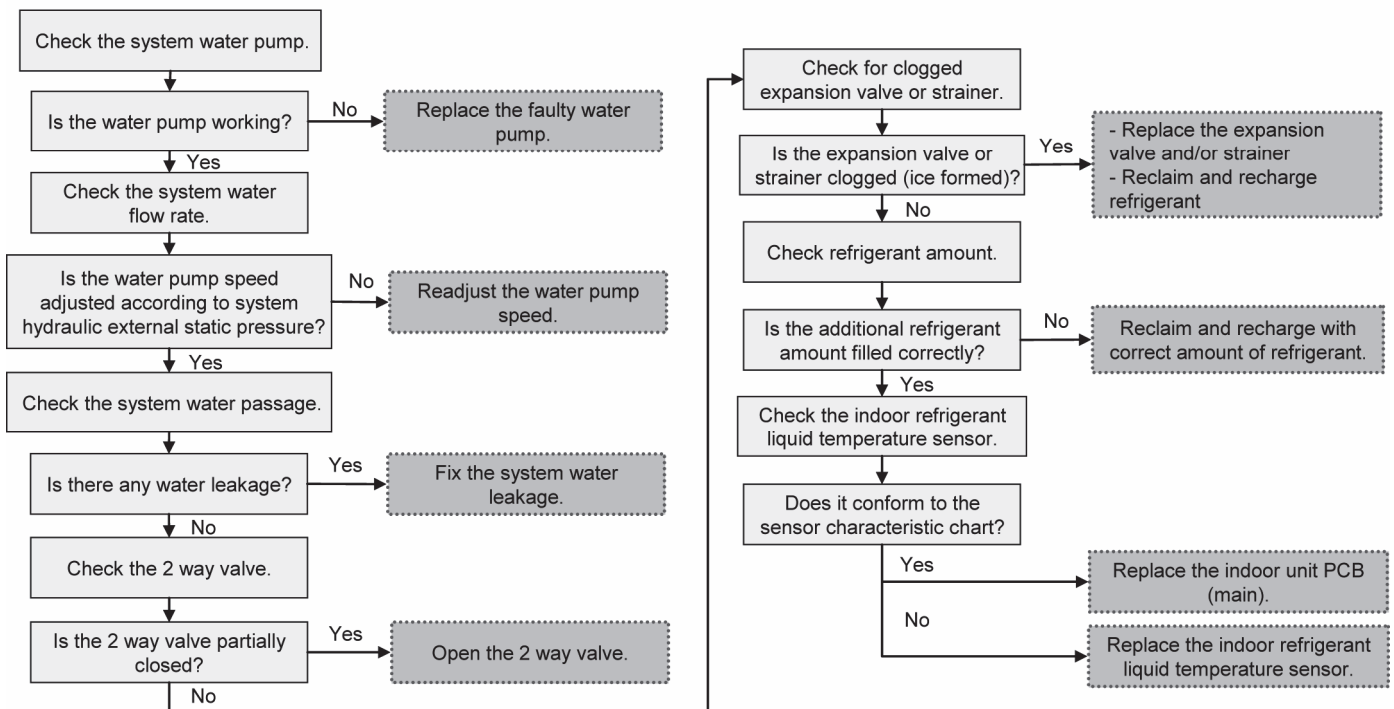 Check the system water pump.
Is the water pump working?
No
Replace the faulty water
pump.
Yes
Check the system water
flow rate.
Is the water pump speed
adjusted according to system
hydraulic external static pressure?
No
Readjust the water pump
speed.
Yes
Check the system water passage.
Is there any water leakage?
Yes
Fix the system water
leakage.
No
Check the 2 way valve.
Is the 2 way valve partially
closed?
Yes
Open the 2 way valve.
No
Check for clogged
expansion valve or strainer.
Is the expansion valve or
strainer clogged (ice formed)?
Yes
- Replace the expansion
valve and/or strainer
- Reclaim and recharge
refrigerant
No
Check refrigerant amount.
Is the additional refrigerant
amount filled correctly?
No
Reclaim and recharge with
correct amount of refrigerant.
Yes
Check the indoor refrigerant
liquid temperature sensor.
Does it conform to the
sensor characteristic chart?
Yes
Replace the indoor unit PCB
(main).
No
Replace the indoor refrigerant
liquid temperature sensor.